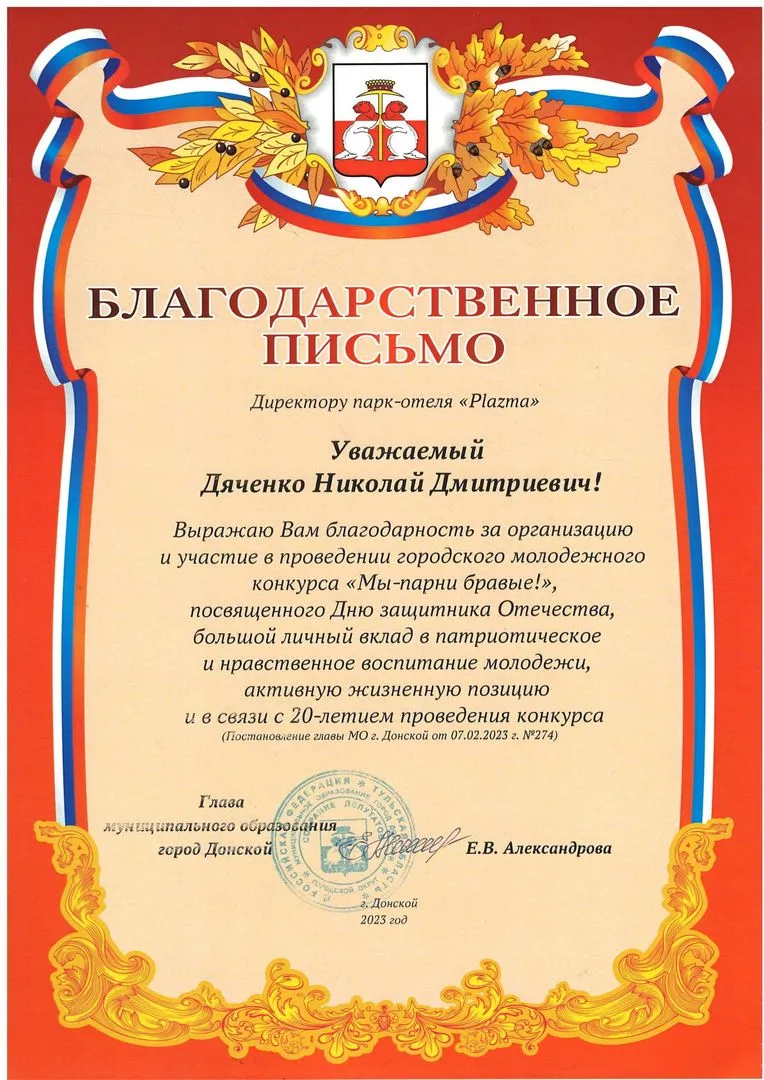 БЛАГОДАРСТВЕННОЕ
ПИСЬМО
Директору парк-отеля «Plazma»
Уважаемый
Дяченко Николай Дмитриевич!
Выражаю Вам благодарность за организацию
и участие в проведении городского молодежного
конкурса «Мы-парни бравые!»,
посвященного Дню защитника Отечества,
большой личный вклад в патриотическое
и нравственное воспитание молодежи,
активную жизненную позицию
и в связи с 20-летием проведения конкурса
(Постановление главы МО г. Донской от 07.02.2023 г. №274)
Глава
муниципального образования
город Донской
Е.В. Александрова
РОССИЙСКАЯ ФЕДЕРАЦИЯ * ТУЛЬСКАЯ ОБЛАСТЬ *
МУНИЦИПАЛЬНОЕ ОБРАЗОВАНИЕ ГОРОД
СОБРАНИЕ ДЕПУТАТОВ
ГОРОДСКОЙ ОКРУГ
г. Донской
2023 год